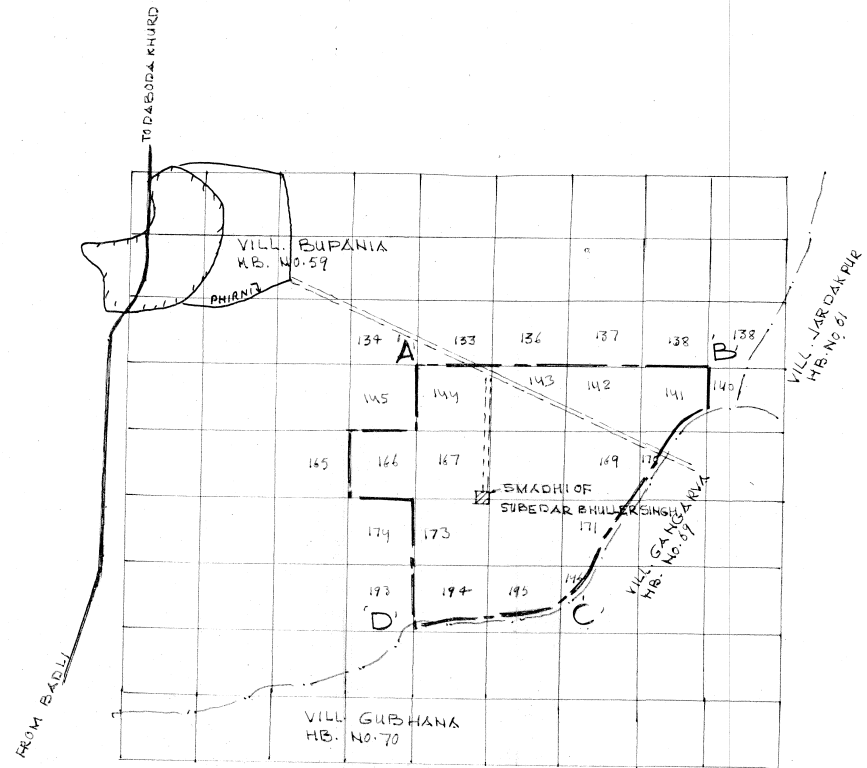 TO DABODA KHURD
VILL. BUPANIA
HB. NO.59
PHIRNI
VILL. JARDAKPUR
HB. NO. 61
134
133
136
137
138
138
A
'B'
145
144
143
142
141
140
165
166
167
169
170
SMADHI OF
SUBEDAR BHULLER SINGH
174
173
171
VILL. GANGARVA
HB. NO. 69
193
194
195
'D'
'C'
FROM BADLI
VILL. GUBHANA
HB. NO.70